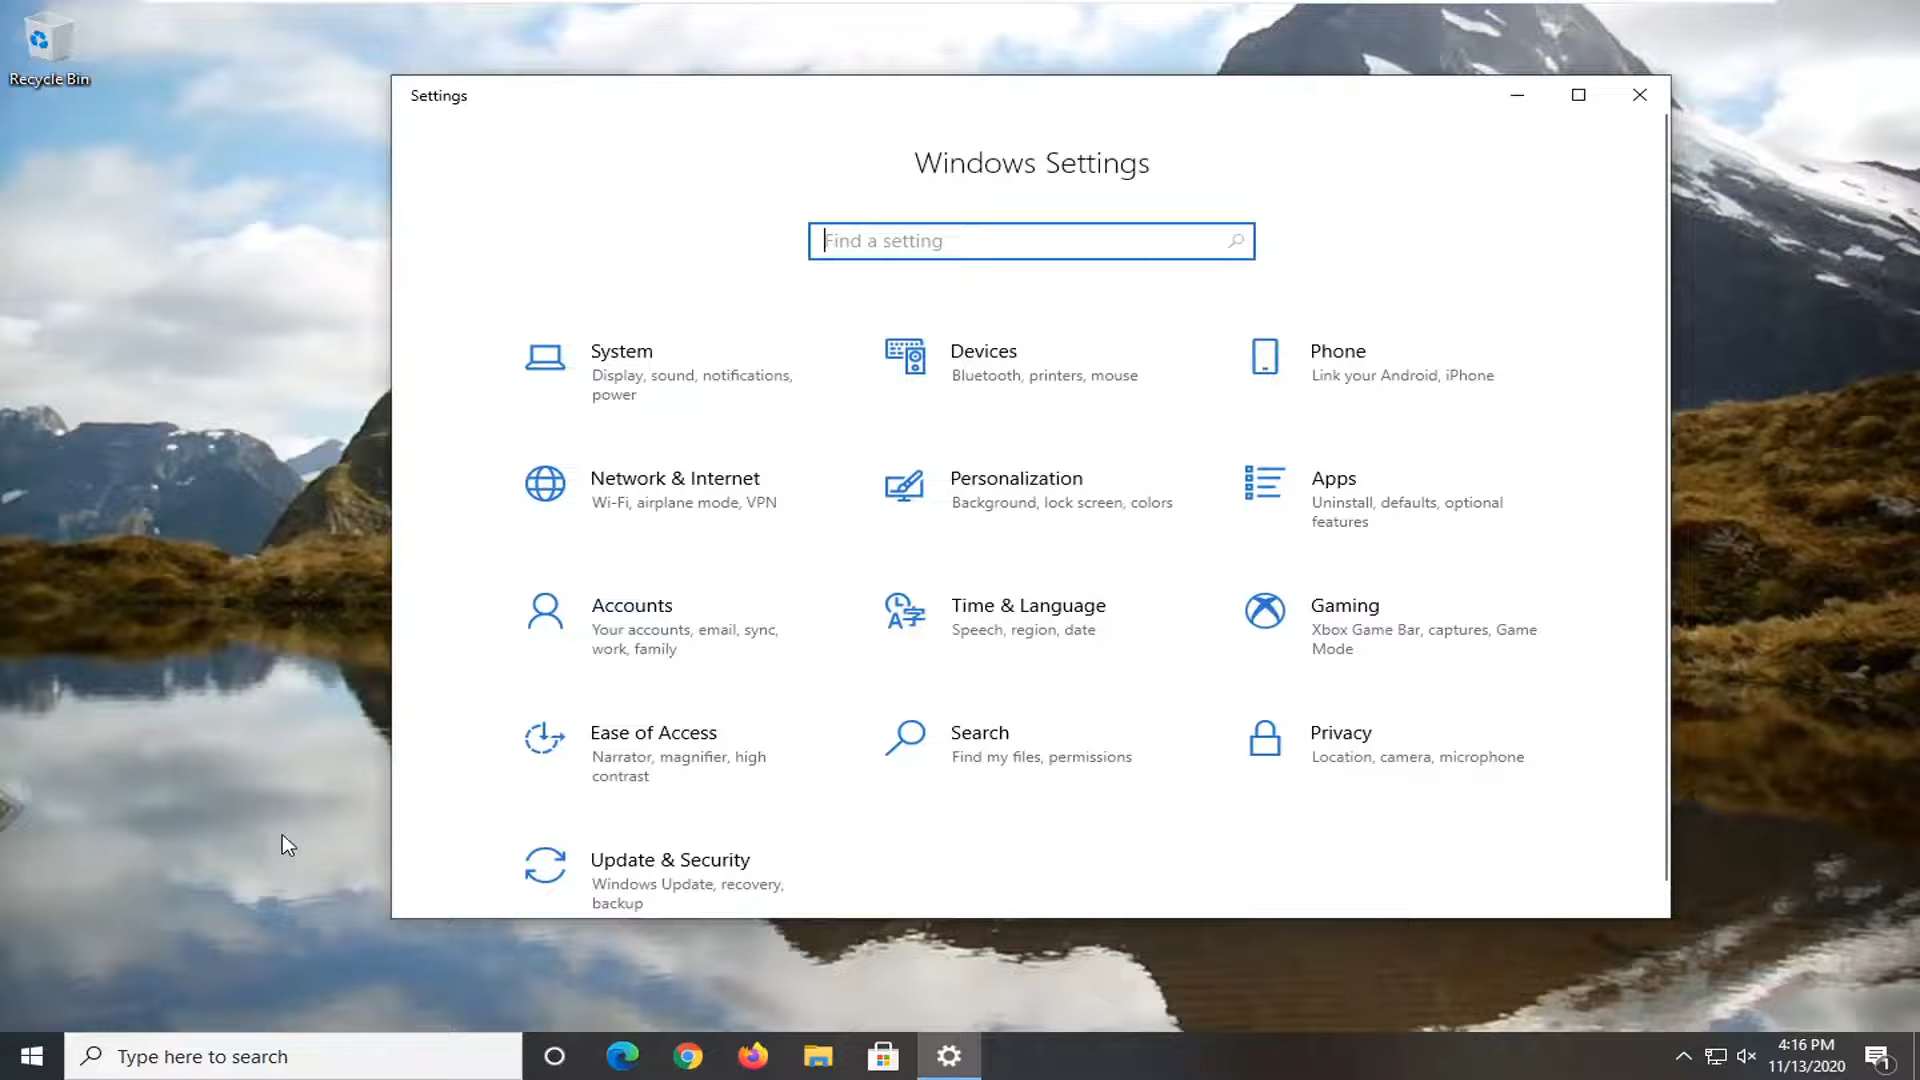 Recycle Bin
Settings
Windows Settings
Find a setting
System
Display, sound, notifications,
power
Devices
Bluetooth, printers, mouse
Phone
Link your Android, iPhone
Network & Internet
Wi-Fi, airplane mode, VPN
Personalization
Background, lock screen, colors
Apps
Uninstall, defaults, optional
features
Accounts
Your accounts, email, sync,
work, family
Time & Language
Speech, region, date
Gaming
Xbox Game Bar, captures, Game
Mode
Ease of Access
Narrator, magnifier, high
contrast
Search
Find my files, permissions
Privacy
Location, camera, microphone
Update & Security
Windows Update, recovery,
backup
Type here to search
4:16 PM
11/13/2020
1